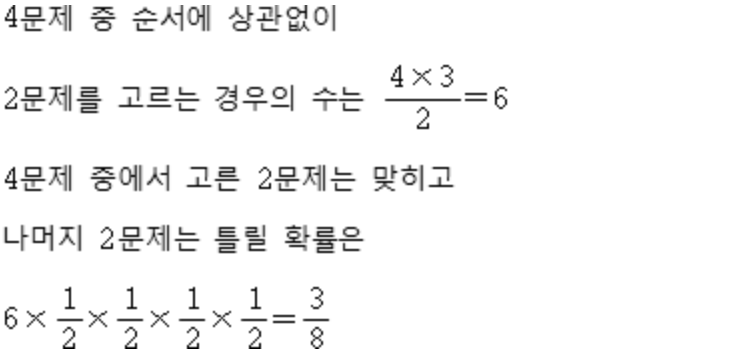 4문제 중 순서에 상관없이
2문제를 고르는 경우의 수는 4×3/2=6
4문제 중에서 고른 2문제는 맞히고
나머지 2문제는 틀릴 확률은
6×1/2×1/2×1/2×1/2=3/8